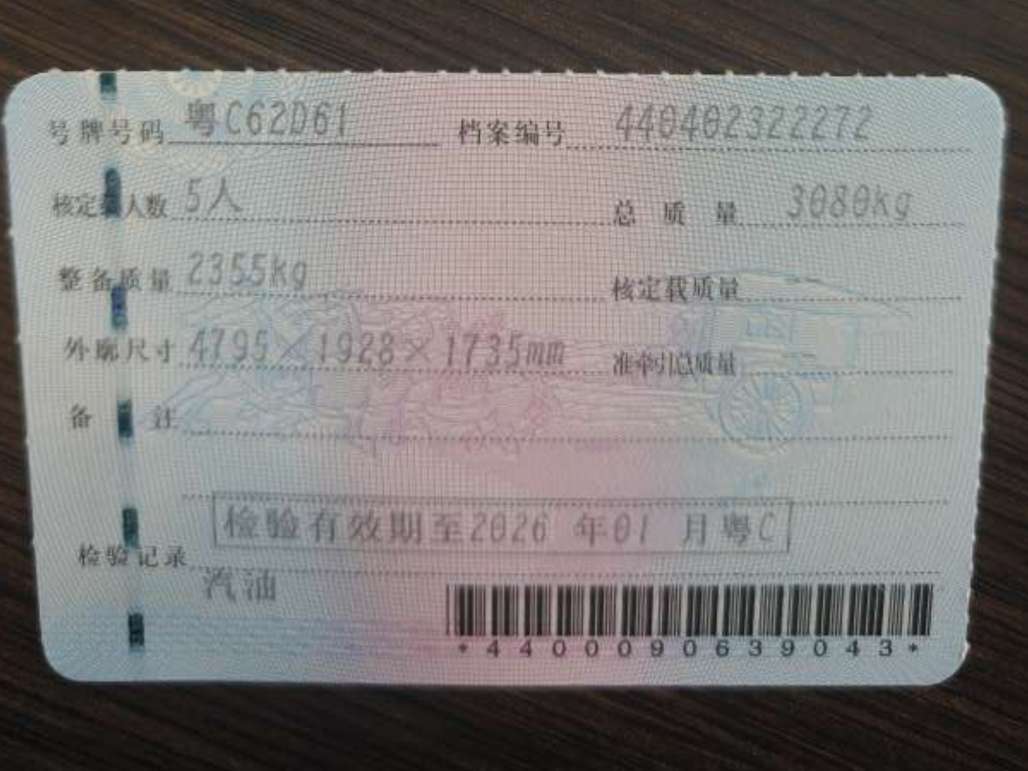 号牌号码 粤C62D61 档案编号 440402322272
核定载人数 5人 总质量 3080kg
整备质量 2355kg 核定载质量
外廓尺寸 4795×1928×1735mm 准牵引总质量
备注
检验有效期至2026年01月粤C
检验记录
汽油
*4400090639043*